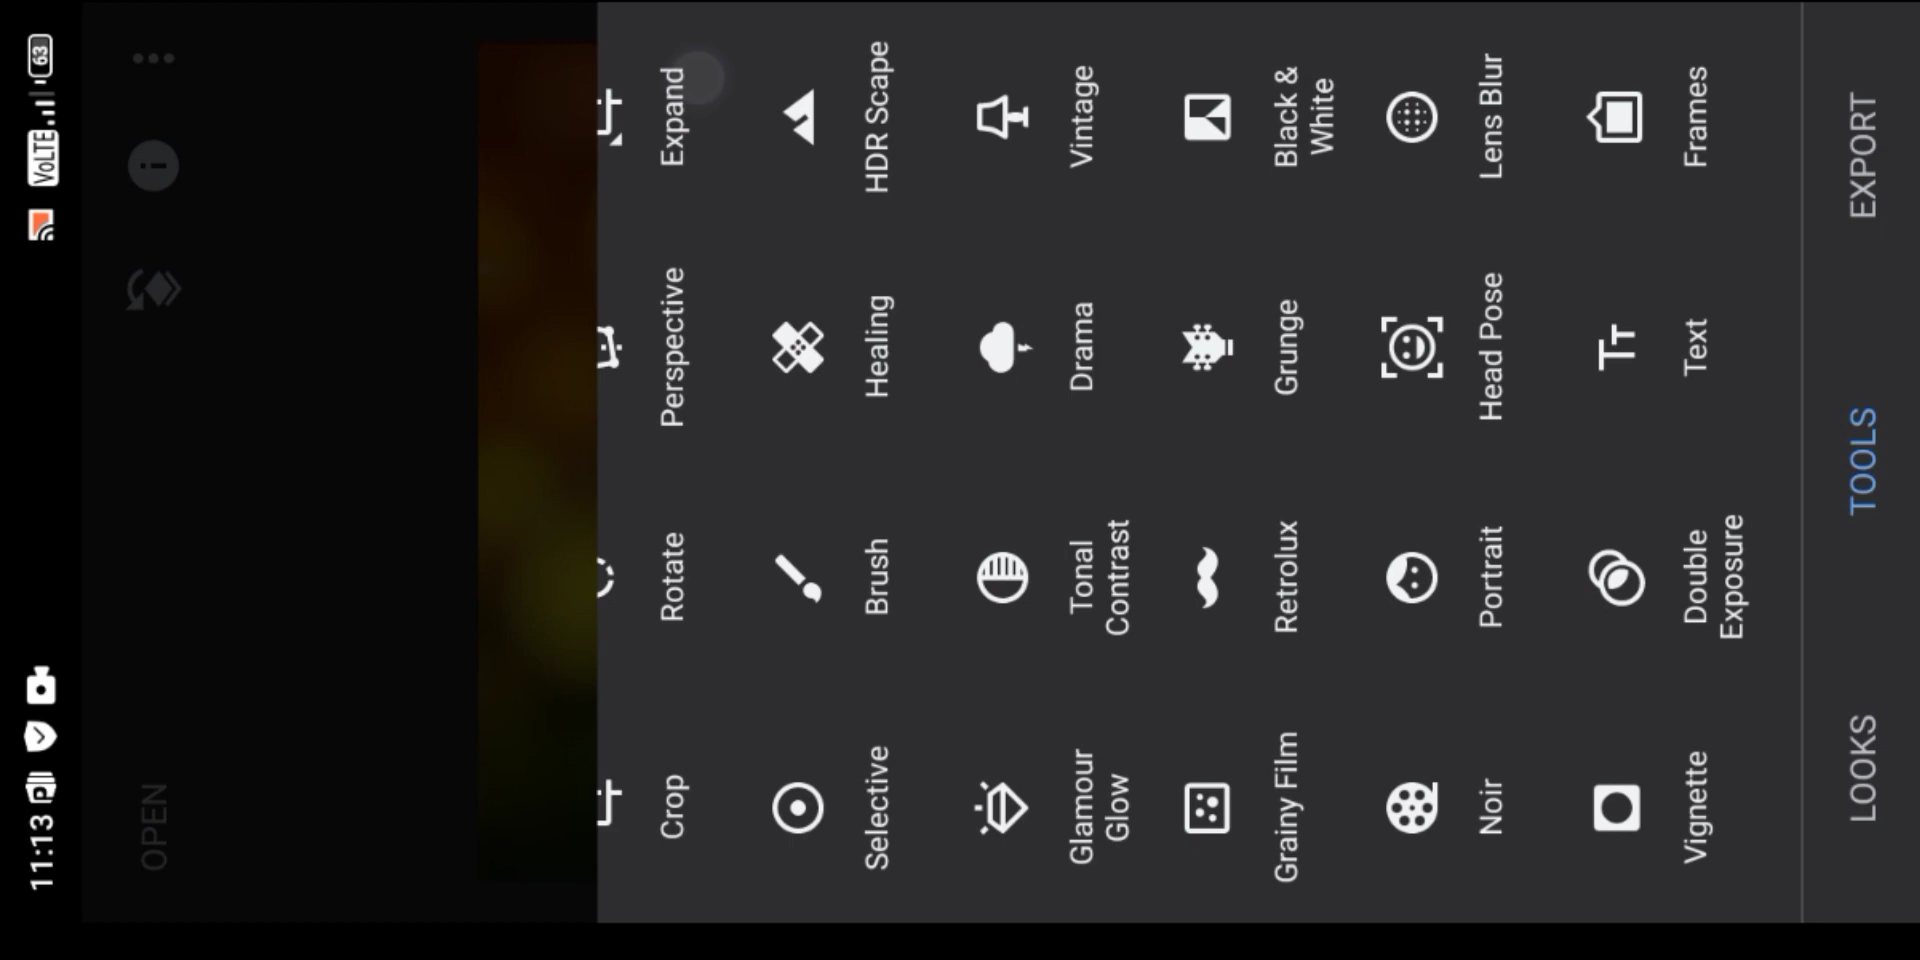 11:13
VoLTE
63
OPEN
Crop
Rotate
Perspective
Expand
Selective
Brush
Healing
HDR Scape
Glamour
Glow
Tonal
Contrast
Drama
Vintage
Grainy Film
Retrolux
Grunge
Black &
White
Noir
Portrait
Head Pose
Lens Blur
Vignette
Double
Exposure
Text
Frames
LOOKS
TOOLS
EXPORT